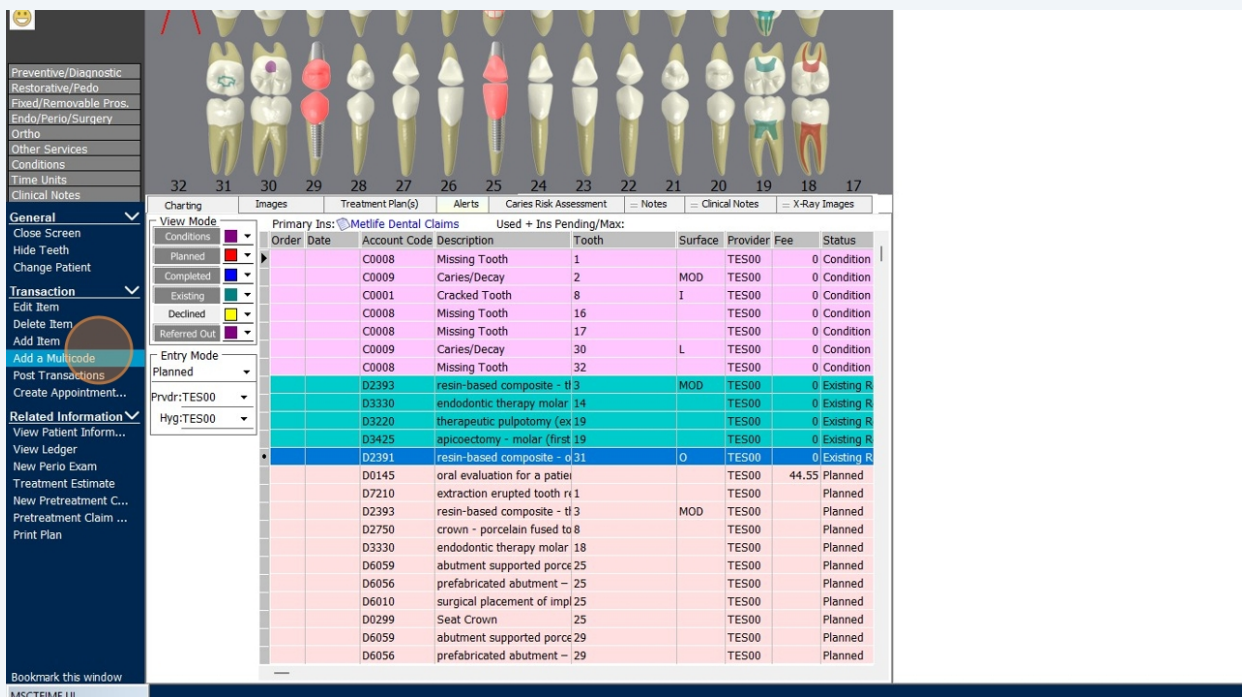 Preventive/Diagnostic
Restorative/Pedo
Fixed/Removable Pros.
Endo/Perio/Surgery
Ortho
Other Services
Conditions
Time Units
Clinical Notes
General
Close Screen
Hide Teeth
Change Patient
Transaction
Edit Item
Delete Item
Add Item
Add a Multicode
Post Transactions
Create Appointment...
Related Information
View Patient Inform...
View Ledger
New Perio Exam
Treatment Estimate
New Pretreatment C...
Pretreatment Claim ...
Print Plan
Bookmark this window
32 31 30 29 28 27 26 25 24 23 22 21 20 19 18 17
Charting Images Treatment Plan(s) Alerts Caries Risk Assessment Notes Clinical Notes X-Ray Images
View Mode
Conditions
Planned
Completed
Existing
Declined
Referred Out
Entry Mode
Planned
Prvdr:TES00
Hyg:TES00
Primary Ins: Metlife Dental Claims Used + Ins Pending/Max:
Order Date Account Code Description Tooth Surface Provider Fee Status
C0008 Missing Tooth 1 TES00 0 Condition
C0009 Caries/Decay 2 MOD TES00 0 Condition
C0001 Cracked Tooth 8 I TES00 0 Condition
C0008 Missing Tooth 16 TES00 0 Condition
C0008 Missing Tooth 17 TES00 0 Condition
C0009 Caries/Decay 30 L TES00 0 Condition
C0008 Missing Tooth 32 TES00 0 Condition
D2393 resin-based composite - th 3 MOD TES00 0 Existing R
D3330 endodontic therapy molar 14 TES00 0 Existing R
D3220 therapeutic pulpotomy (ex 19 TES00 0 Existing R
D3425 apicoectomy - molar (first 19 TES00 0 Existing R
D2391 resin-based composite - o 31 O TES00 0 Existing R
D0145 oral evaluation for a patien TES00 44.55 Planned
D7210 extraction erupted tooth re 1 TES00 Planned
D2393 resin-based composite - th 3 MOD TES00 Planned
D2750 crown - porcelain fused to 8 TES00 Planned
D3330 endodontic therapy molar 18 TES00 Planned
D6059 abutment supported porce 25 TES00 Planned
D6056 prefabricated abutment – 25 TES00 Planned
D6010 surgical placement of impl 25 TES00 Planned
D0299 Seat Crown 25 TES00 Planned
D6059 abutment supported porce 29 TES00 Planned
D6056 prefabricated abutment – 29 TES00 Planned